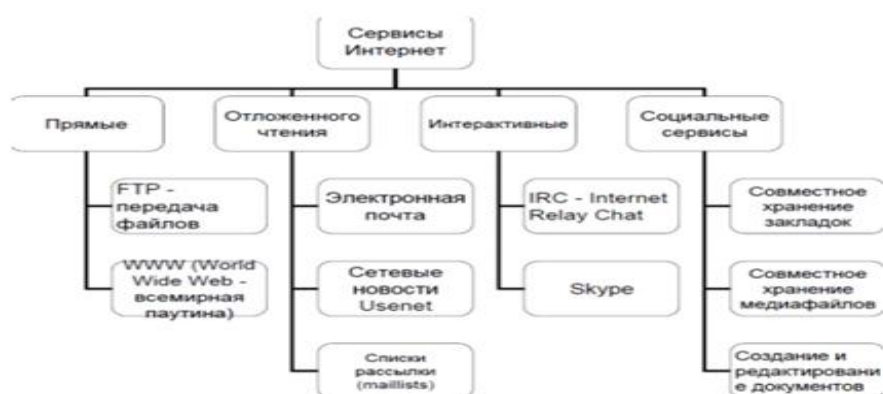 Сервисы
Интернет
Прямые
Отложенного
чтения
Интерактивные
Социальные
сервисы
FTP -
передача
файлов
Электронная
почта
IRC - Internet
Relay Chat
Совместное
хранение
закладок
WWW (World
Wide Web -
всемирная
паутина)
Сетевые
новости
Usenet
Skype
Совместное
хранение
медиафайлов
Списки
рассылки
(maillists)
Создание и
редактировани
е документов